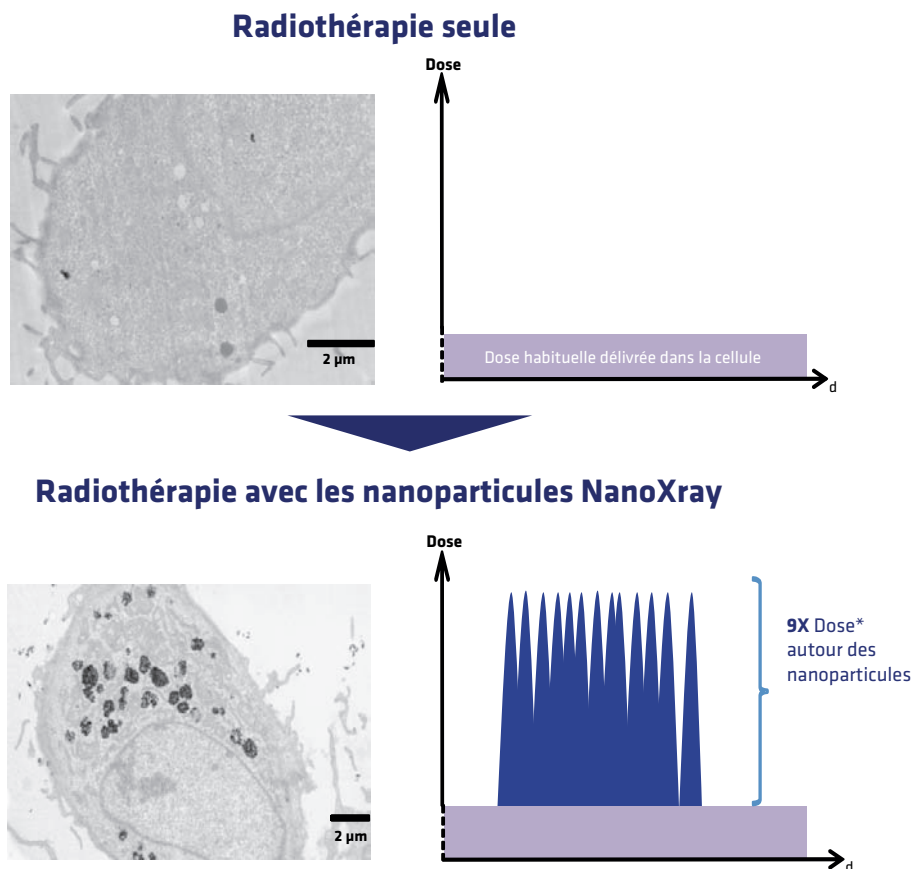 Radiothérapie seule
Dose
2 µm
Dose habituelle délivrée dans la cellule
d
Radiothérapie avec les nanoparticules NanoXray
Dose
9X Dose*
autour des
nanoparticules
2 µm
d